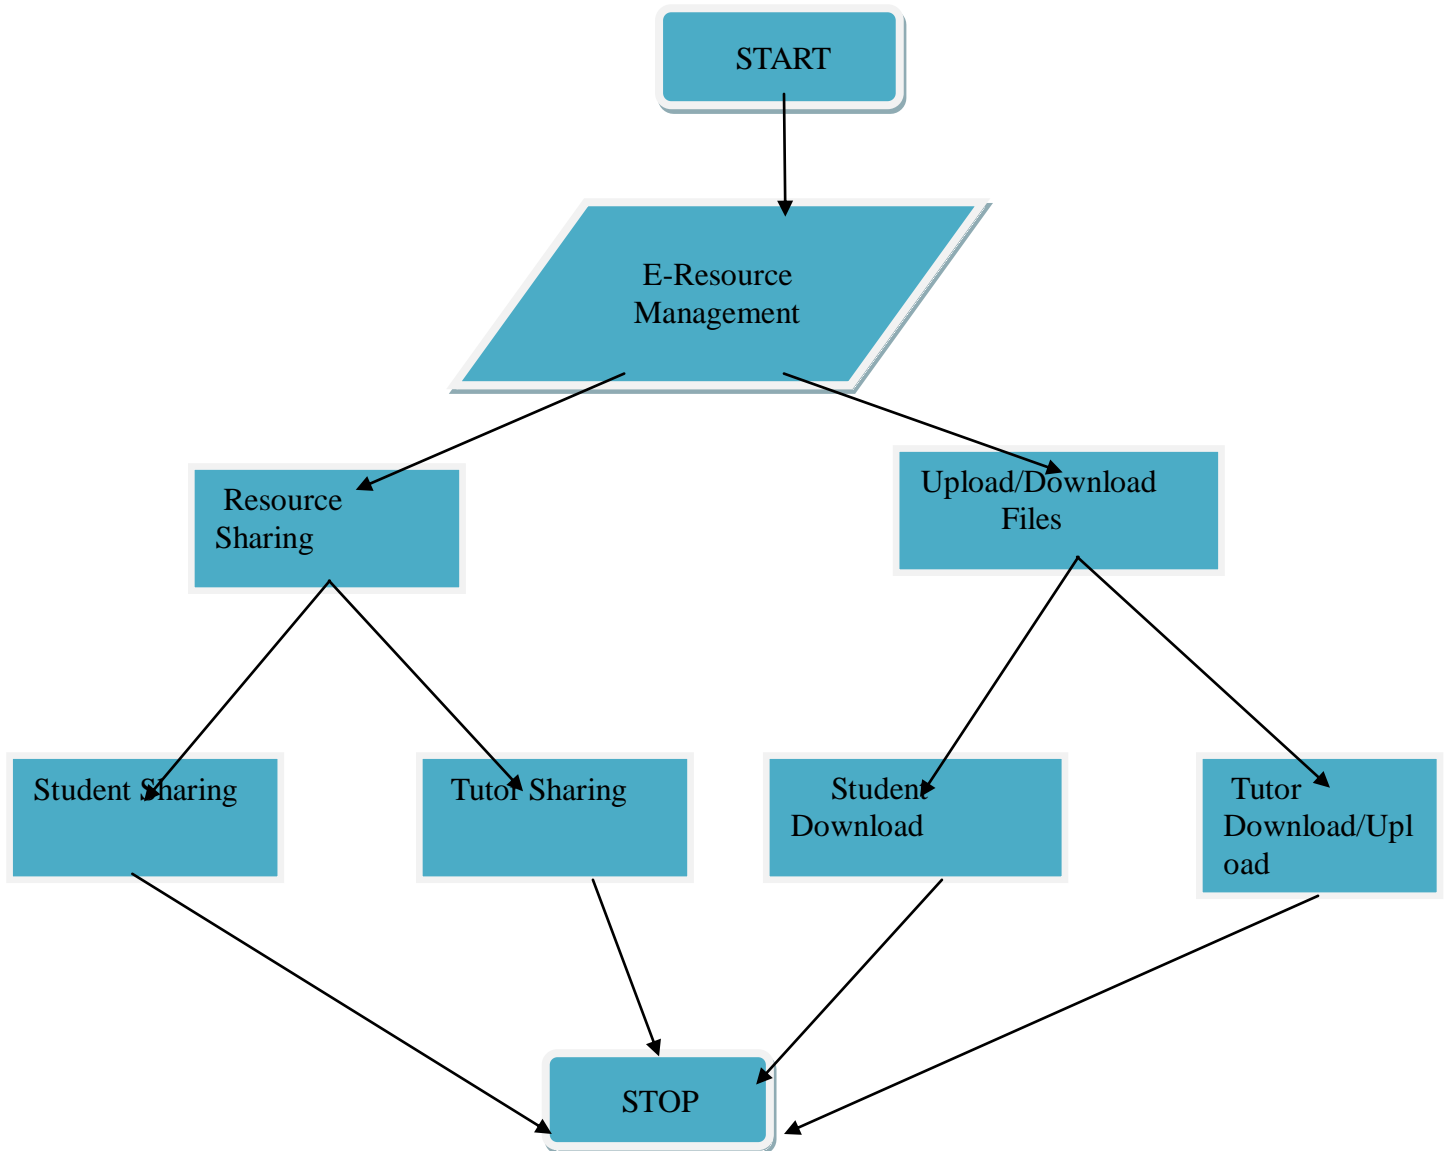 START
E-Resource
Management
Resource
Sharing
Upload/Download
Files
Student Sharing
Tutor Sharing
Student
Download
Tutor
Download/Upl
oad
STOP